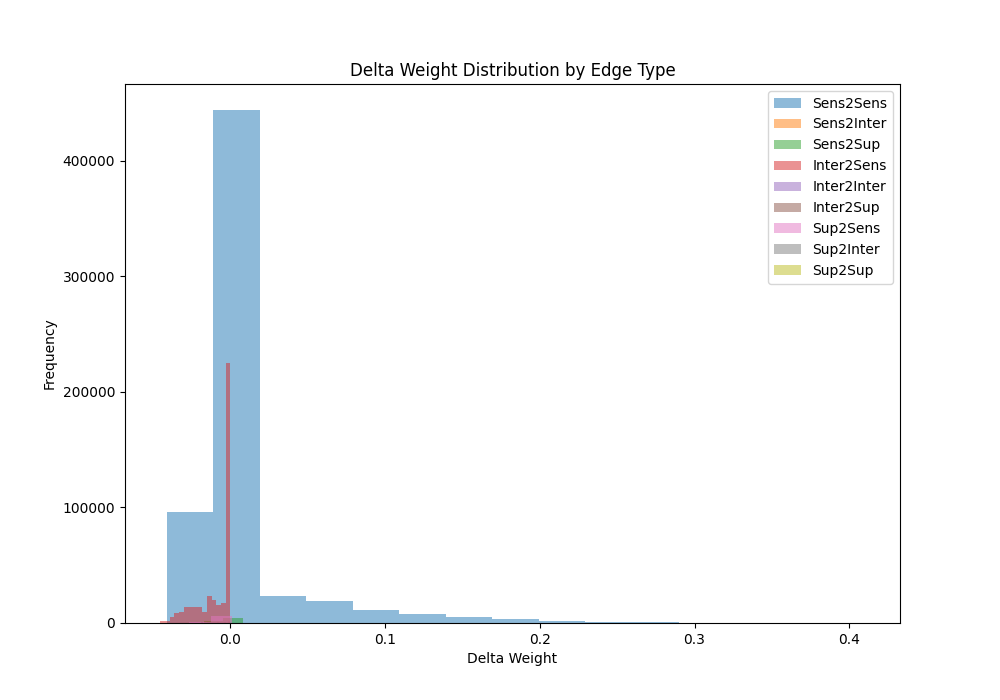 Delta Weight Distribution by Edge Type
Sens2Sens
Sens2Inter
Sens2Sup
Inter2Sens
Inter2Inter
Inter2Sup
Sup2Sens
Sup2Inter
Sup2Sup
400000
300000
200000
100000
0
Frequency
0.0 0.1 0.2 0.3 0.4
Delta Weight